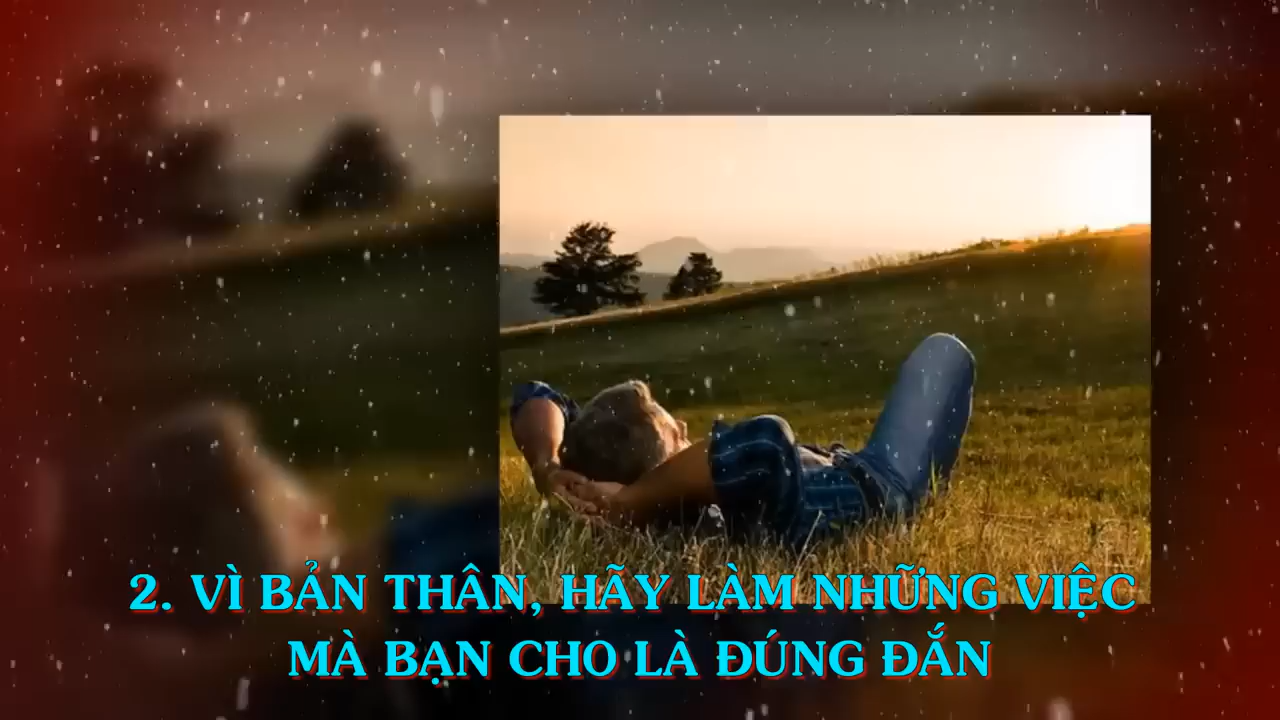 2. VÌ BẢN THÂN, HÃY LÀM NHỮNG VIỆC
MÀ BẠN CHO LÀ ĐÚNG ĐẮN